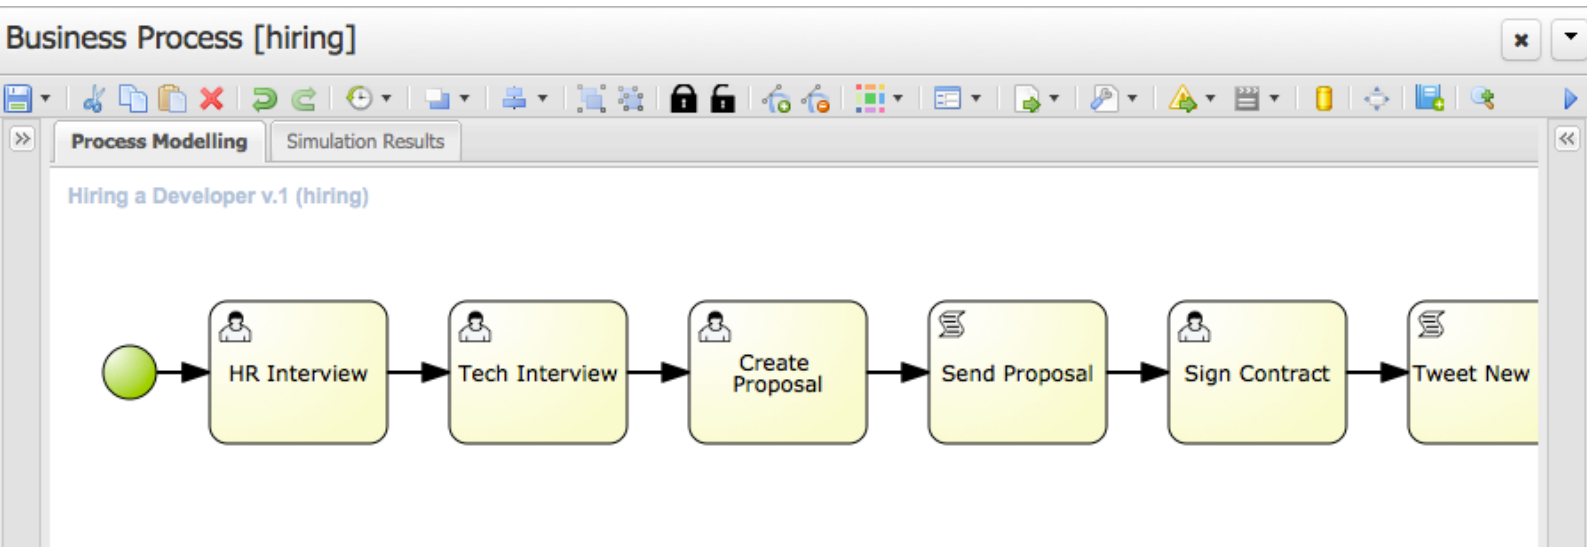 Business Process [hiring]
Process Modelling
Simulation Results
Hiring a Developer v.1 (hiring)
HR Interview
Tech Interview
Create
Proposal
Send Proposal
Sign Contract
Tweet New